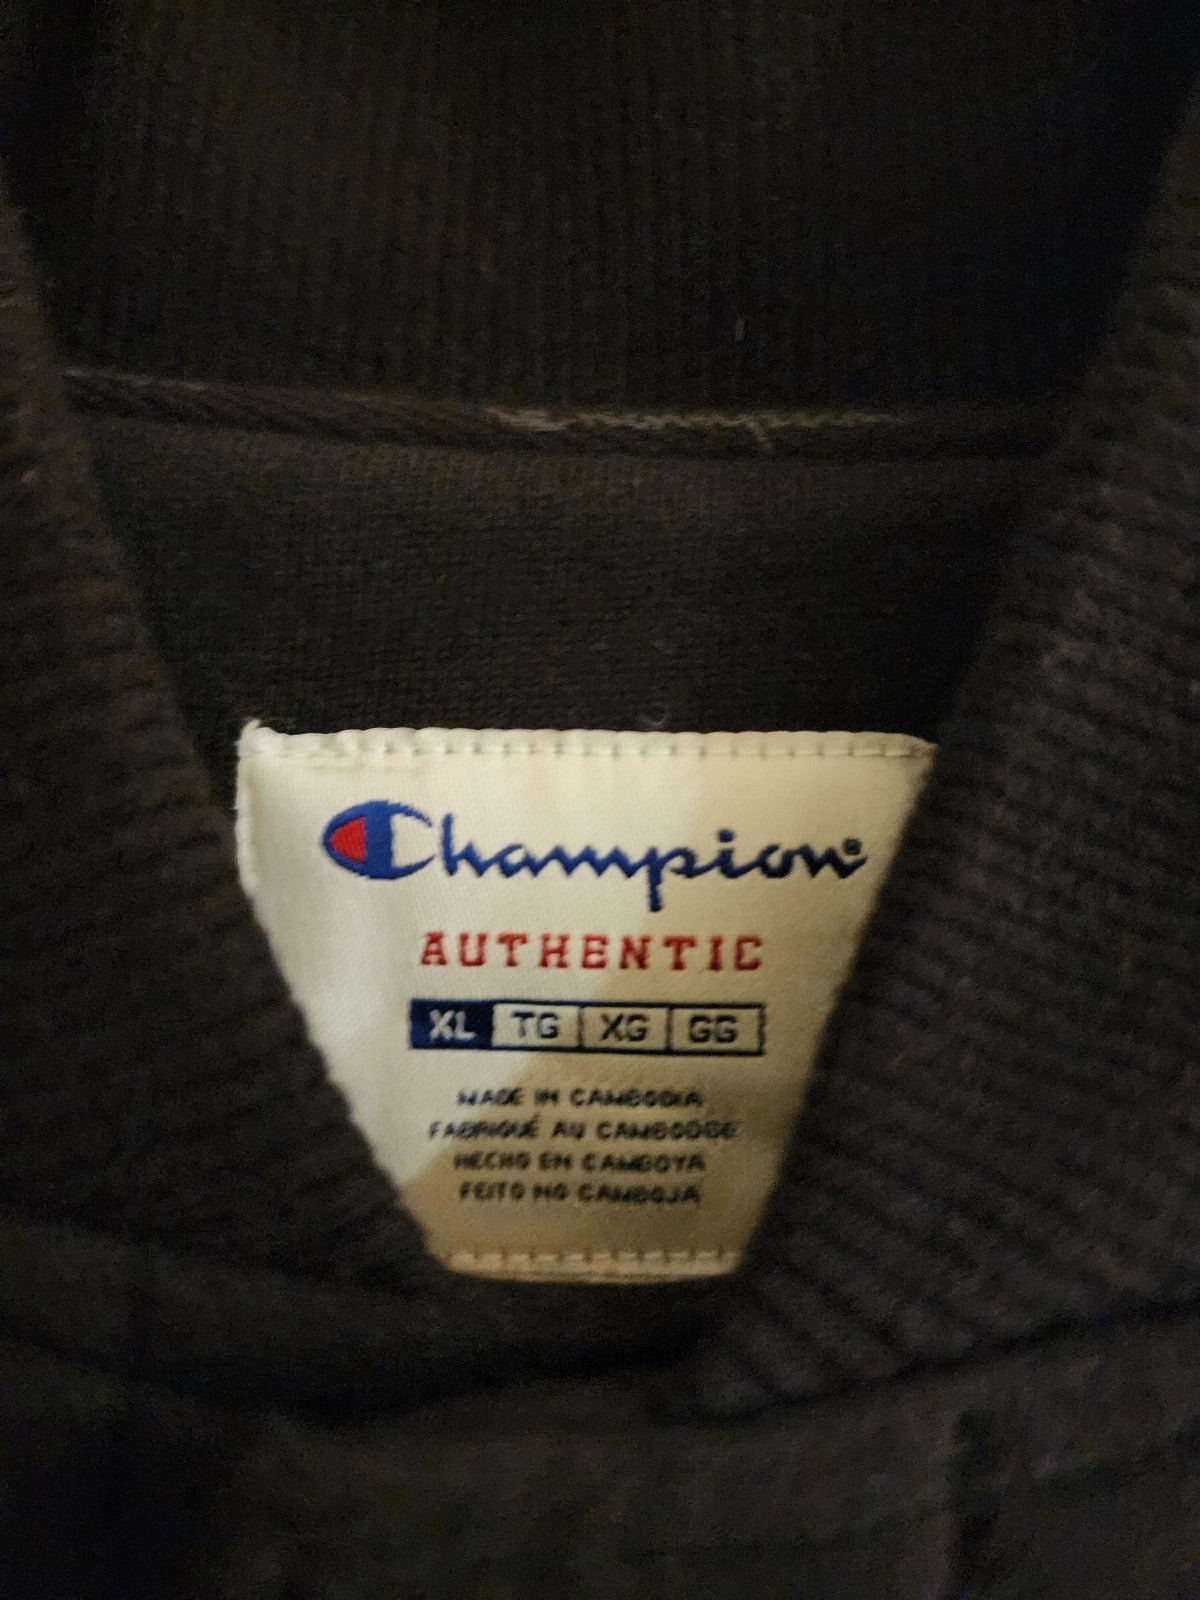 Champion®
AUTHENTIC
XL TG XG GG
MADE IN CAMBODIA
FABRIQUÉ AU CAMBODGE
HECHO EN CAMBOYA
FEITO NO CAMBOJA